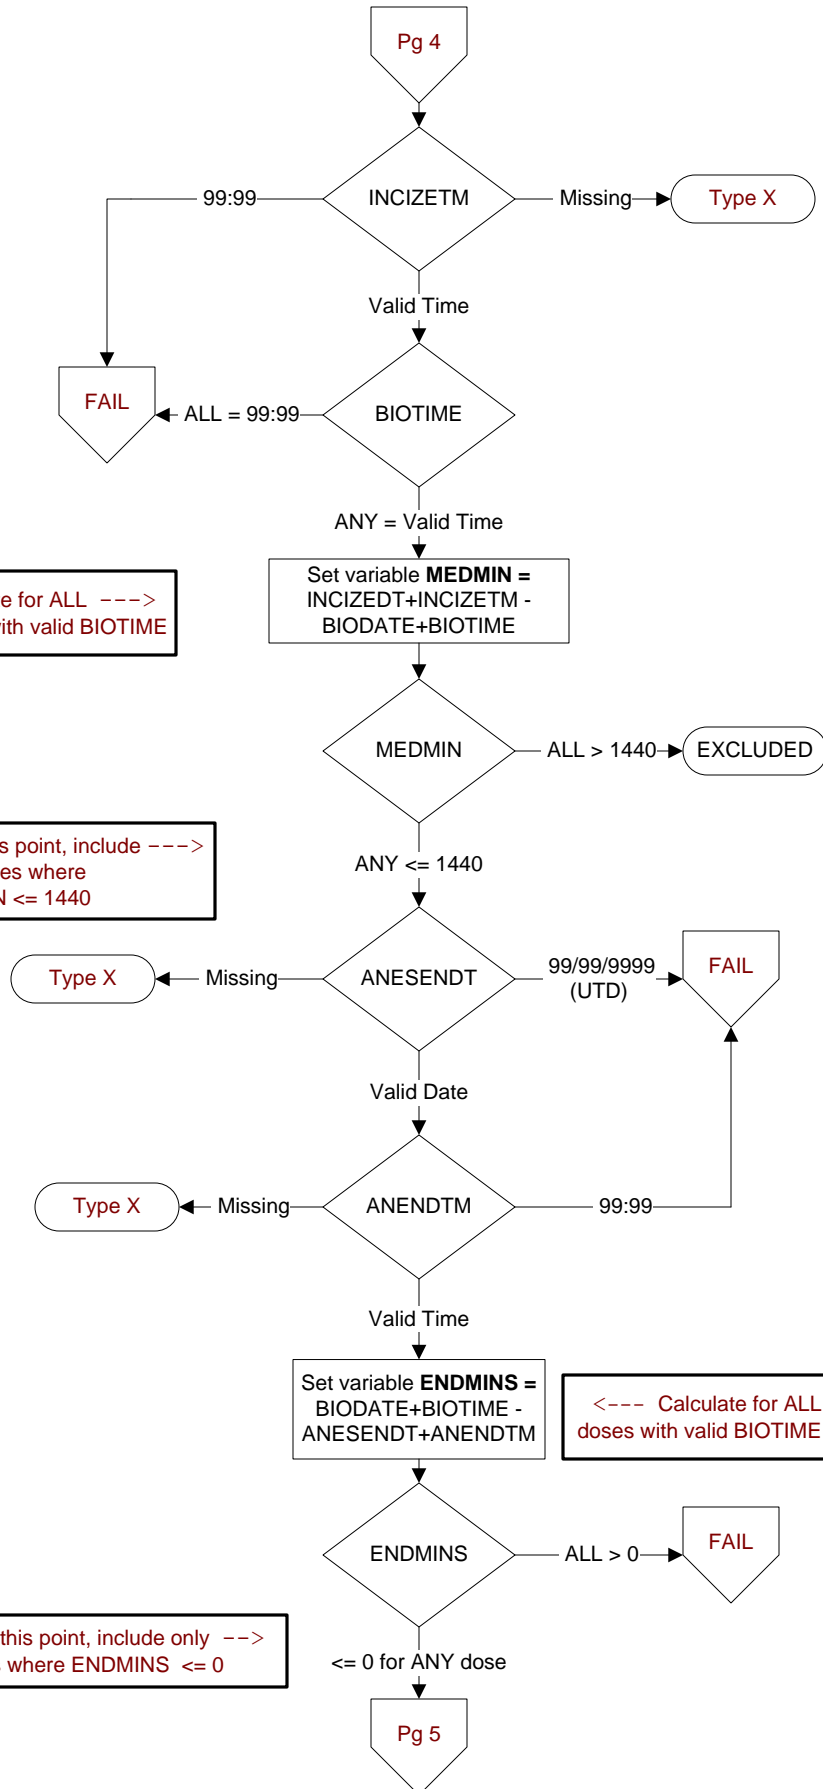 Pg 4
INCIZETM
99:99
Missing
Type X
Valid Time
FAIL
ALL = 99:99
BIOTIME
ANY = Valid Time
Set variable MEDMIN =
INCIZEDT+INCIZETM -
BIODATE+BIOTIME
for ALL --->
valid BIOTIME
MEDMIN
ALL > 1440
EXCLUDED
point, include --->
where
<= 1440
ANY <= 1440
Type X
Missing
ANESENDT
99/99/9999
(UTD)
FAIL
Valid Date
Type X
Missing
ANENDTM
99:99
Valid Time
Set variable ENDMINS =
BIODATE+BIOTIME -
ANESENDT+ANENDTM
<--- Calculate for ALL
doses with valid BIOTIME
ENDMINS
ALL > 0
FAIL
this point, include only -->
where ENDMINS <= 0
<= 0 for ANY dose
Pg 5